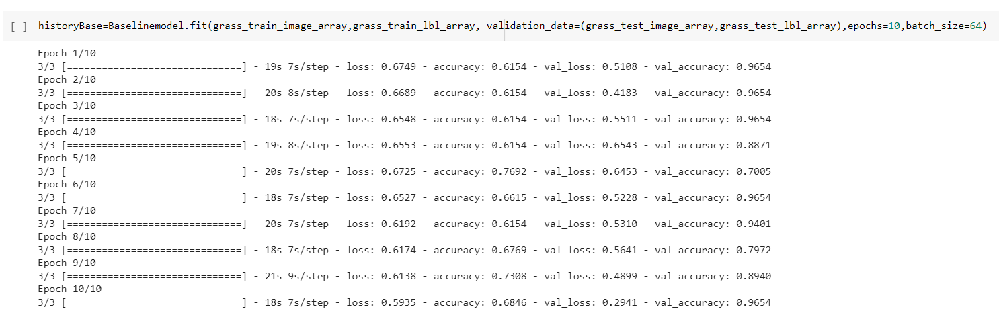 [ ] historyBase=Baselinemodel.fit(grass_train_image_array,grass_train_lbl_array, validation_data=(grass_test_image_array,grass_test_lbl_array),epochs=10,batch_size=64)
Epoch 1/10
3/3 [==============================] - 19s 7s/step - loss: 0.6749 - accuracy: 0.6154 - val_loss: 0.5108 - val_accuracy: 0.9654
Epoch 2/10
3/3 [==============================] - 20s 8s/step - loss: 0.6689 - accuracy: 0.6154 - val_loss: 0.4183 - val_accuracy: 0.9654
Epoch 3/10
3/3 [==============================] - 18s 7s/step - loss: 0.6548 - accuracy: 0.6154 - val_loss: 0.5511 - val_accuracy: 0.9654
Epoch 4/10
3/3 [==============================] - 19s 8s/step - loss: 0.6553 - accuracy: 0.6154 - val_loss: 0.6543 - val_accuracy: 0.8871
Epoch 5/10
3/3 [==============================] - 20s 7s/step - loss: 0.6725 - accuracy: 0.7692 - val_loss: 0.6453 - val_accuracy: 0.7005
Epoch 6/10
3/3 [==============================] - 18s 7s/step - loss: 0.6527 - accuracy: 0.6615 - val_loss: 0.5228 - val_accuracy: 0.9654
Epoch 7/10
3/3 [==============================] - 20s 7s/step - loss: 0.6192 - accuracy: 0.6154 - val_loss: 0.5310 - val_accuracy: 0.9401
Epoch 8/10
3/3 [==============================] - 18s 7s/step - loss: 0.6174 - accuracy: 0.6769 - val_loss: 0.5641 - val_accuracy: 0.7972
Epoch 9/10
3/3 [==============================] - 21s 9s/step - loss: 0.6138 - accuracy: 0.7308 - val_loss: 0.4899 - val_accuracy: 0.8940
Epoch 10/10
3/3 [==============================] - 18s 7s/step - loss: 0.5935 - accuracy: 0.6846 - val_loss: 0.2941 - val_accuracy: 0.9654